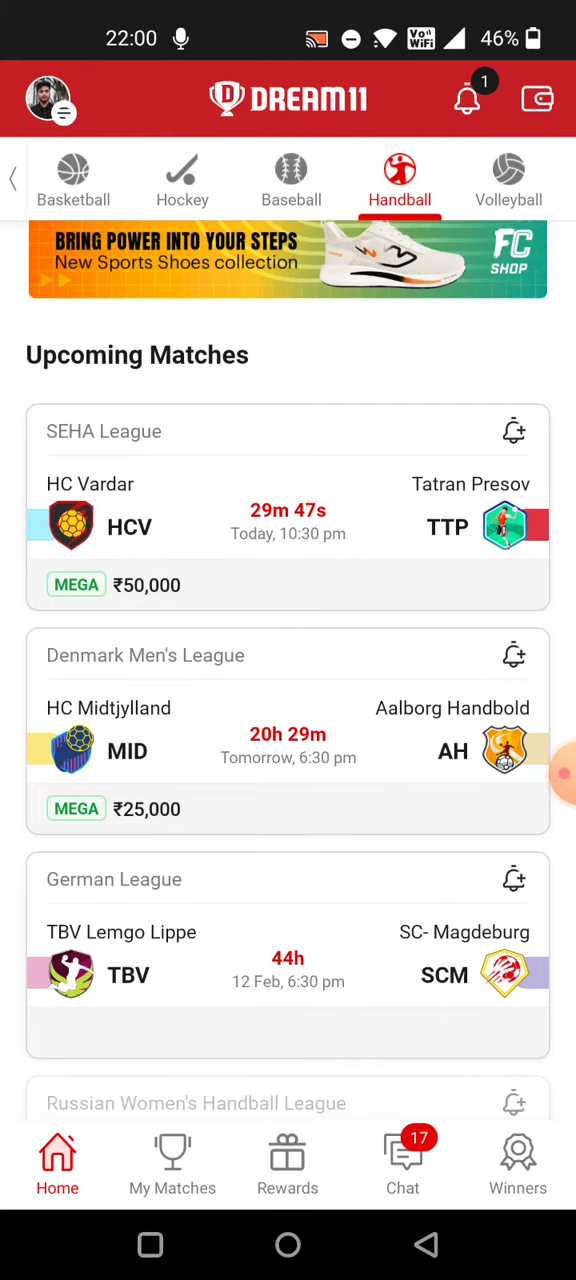 22:00
Vo))
WiFi
46%
DREAM11
1
Basketball
Hockey
Baseball
Handball
Volleyball
BRING POWER INTO YOUR STEPS
New Sports Shoes collection
FC
SHOP
Upcoming Matches
SEHA League
HC Vardar
Tatran Presov
HCV
29m 47s
Today, 10:30 pm
TTP
MEGA ₹50,000
Denmark Men's League
HC Midtjylland
Aalborg Handbold
MID
20h 29m
Tomorrow, 6:30 pm
AH
MEGA ₹25,000
German League
TBV Lemgo Lippe
SC- Magdeburg
TBV
44h
12 Feb, 6:30 pm
SCM
Russian Women's Handball League
17
Home
My Matches
Rewards
Chat
Winners